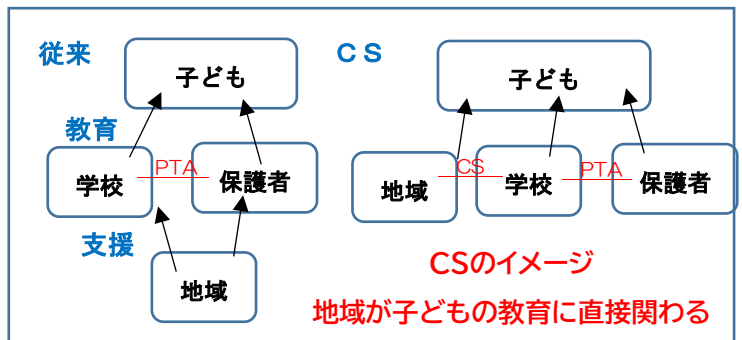 従来
子ども
教育
学校
PTA
保護者
支援
地域
ＣＳ
子ども
地域
CS
学校
PTA
保護者
CSのイメージ
地域が子どもの教育に直接関わる